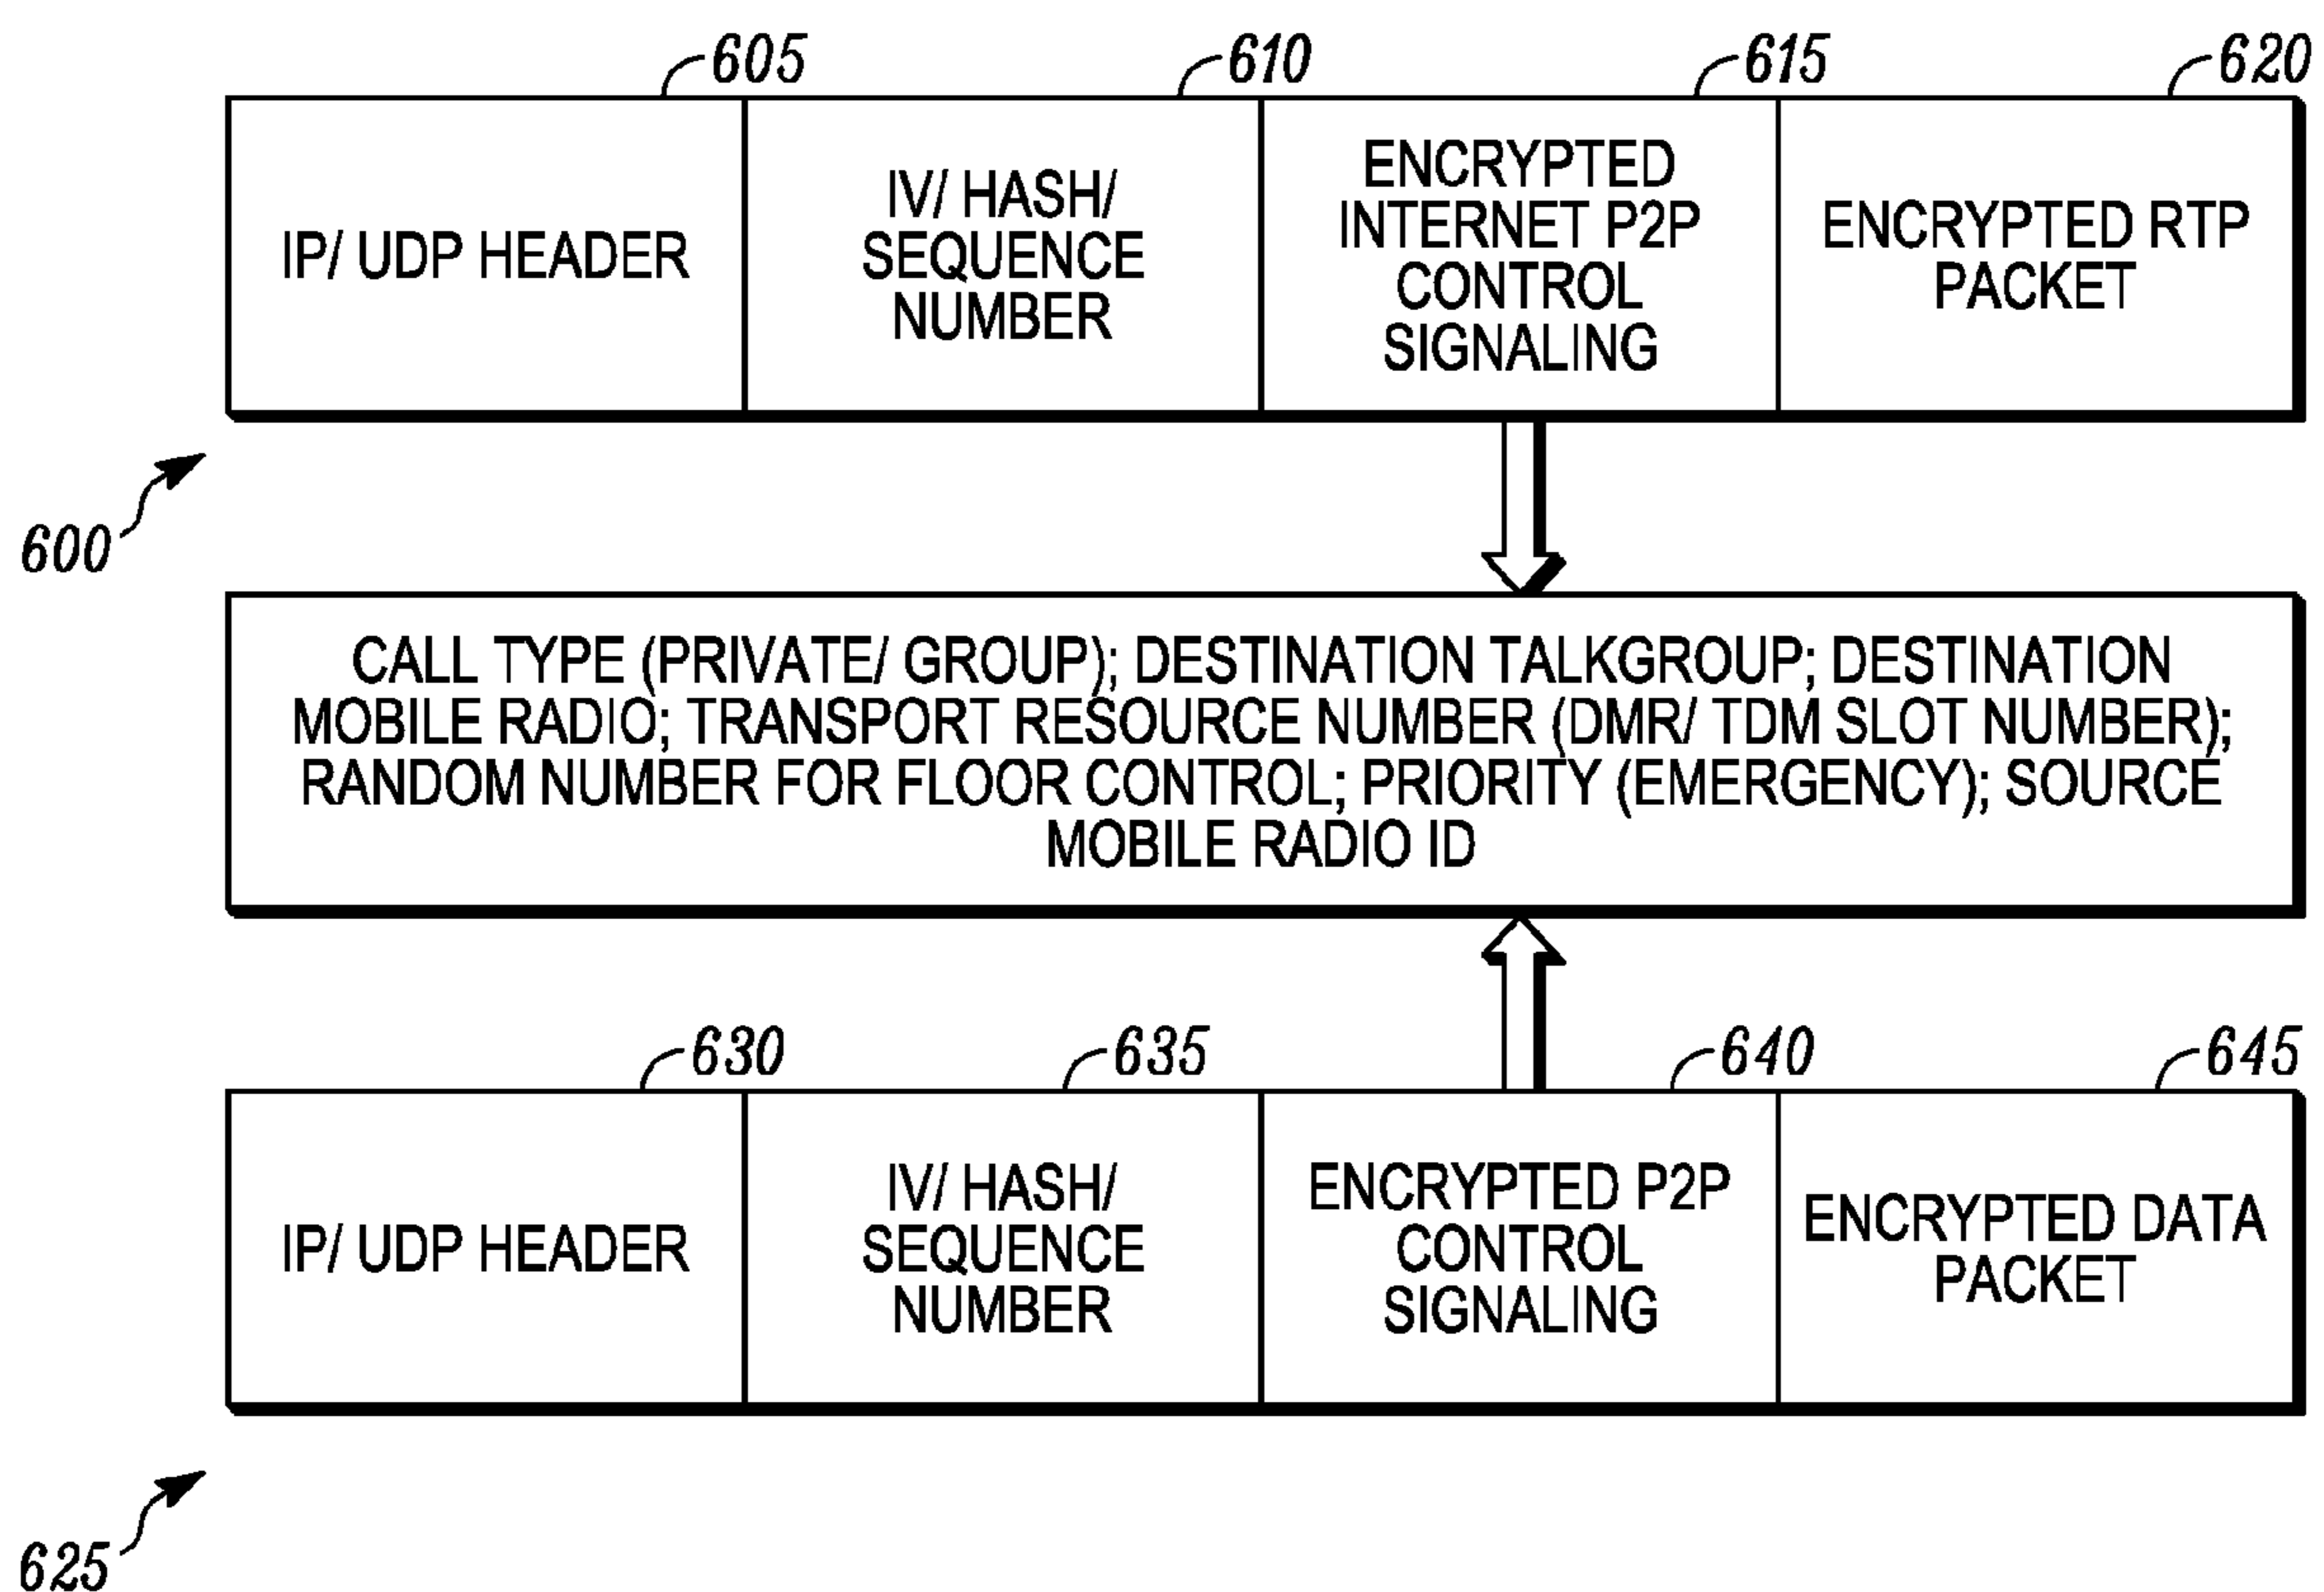 605
610
615
620
IP/ UDP HEADER
IV/ HASH/
SEQUENCE
NUMBER
ENCRYPTED
INTERNET P2P
CONTROL
SIGNALING
ENCRYPTED RTP
PACKET
600
CALL TYPE (PRIVATE/ GROUP); DESTINATION TALKGROUP; DESTINATION
MOBILE RADIO; TRANSPORT RESOURCE NUMBER (DMR/ TDM SLOT NUMBER);
RANDOM NUMBER FOR FLOOR CONTROL; PRIORITY (EMERGENCY); SOURCE
MOBILE RADIO ID
630
635
640
645
IP/ UDP HEADER
IV/ HASH/
SEQUENCE
NUMBER
ENCRYPTED P2P
CONTROL
SIGNALING
ENCRYPTED DATA
PACKET
625